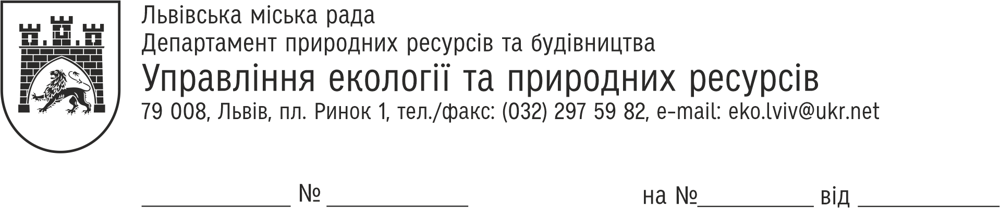 Львівська міська рада
Департамент природних ресурсів та будівництва
Управління екології та природних ресурсів
79 008, Львів, пл. Ринок 1, тел./факс: (032) 297 59 82, e-mail: eko.lviv@ukr.net
____________ № ____________ на №__________ від ____________